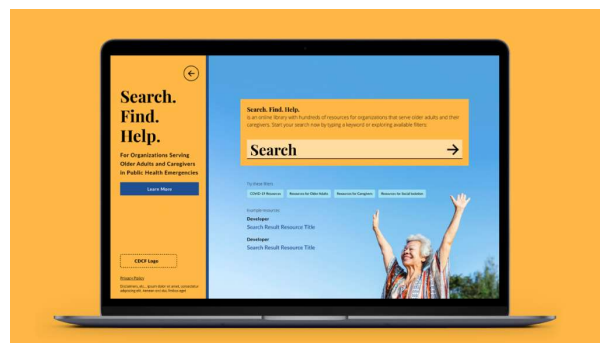 Search.
Find.
Help.
For Organizations Serving
Older Adults and Caregivers
in Public Health Emergencies
Learn More
CDCF Logo
Privacy Policy
Search. Find. Help.
is an online library with hundreds of resources for organizations that serve older adults and their
caregivers. Start your search now by typing a keyword or exploring available filters:
Search
Try these filters
COVID-19 Resources Resources for Older Adults Resources for Caregivers Resources for Social Isolation
Example resources
Developer
Search Result Resource Title
Developer
Search Result Resource Title